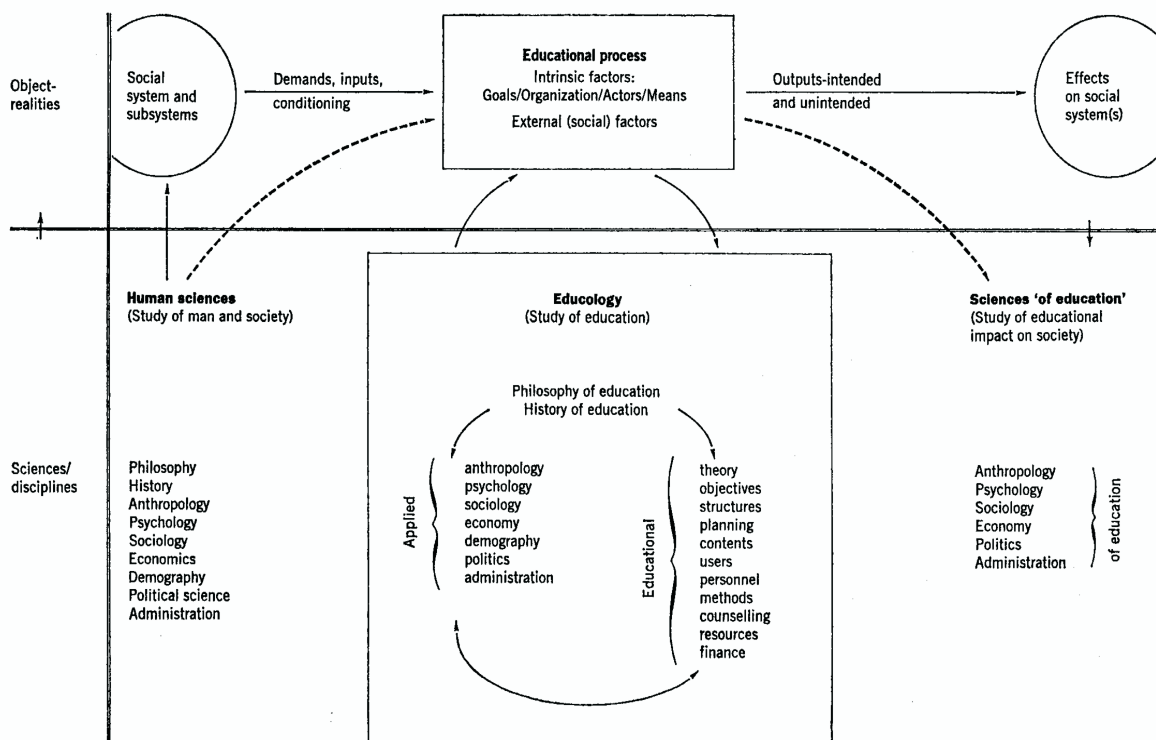 Object-
realities
Social
system and
subsystems
Demands, inputs,
conditioning
Educational process
Intrinsic factors:
Goals/Organization/Actors/Means
External (social) factors
Outputs-intended
and unintended
Effects
on social
system(s)
Human sciences
(Study of man and society)
Educology
(Study of education)
Sciences 'of education'
(Study of educational
impact on society)
Sciences/
disciplines
Philosophy
History
Anthropology
Psychology
Sociology
Economics
Demography
Political science
Administration
Philosophy of education
History of education
Applied
anthropology
psychology
sociology
economy
demography
politics
administration
Educational
theory
objectives
structures
planning
contents
users
personnel
methods
counselling
resources
finance
Anthropology
Psychology
Sociology
Economy
Politics
Administration
of education